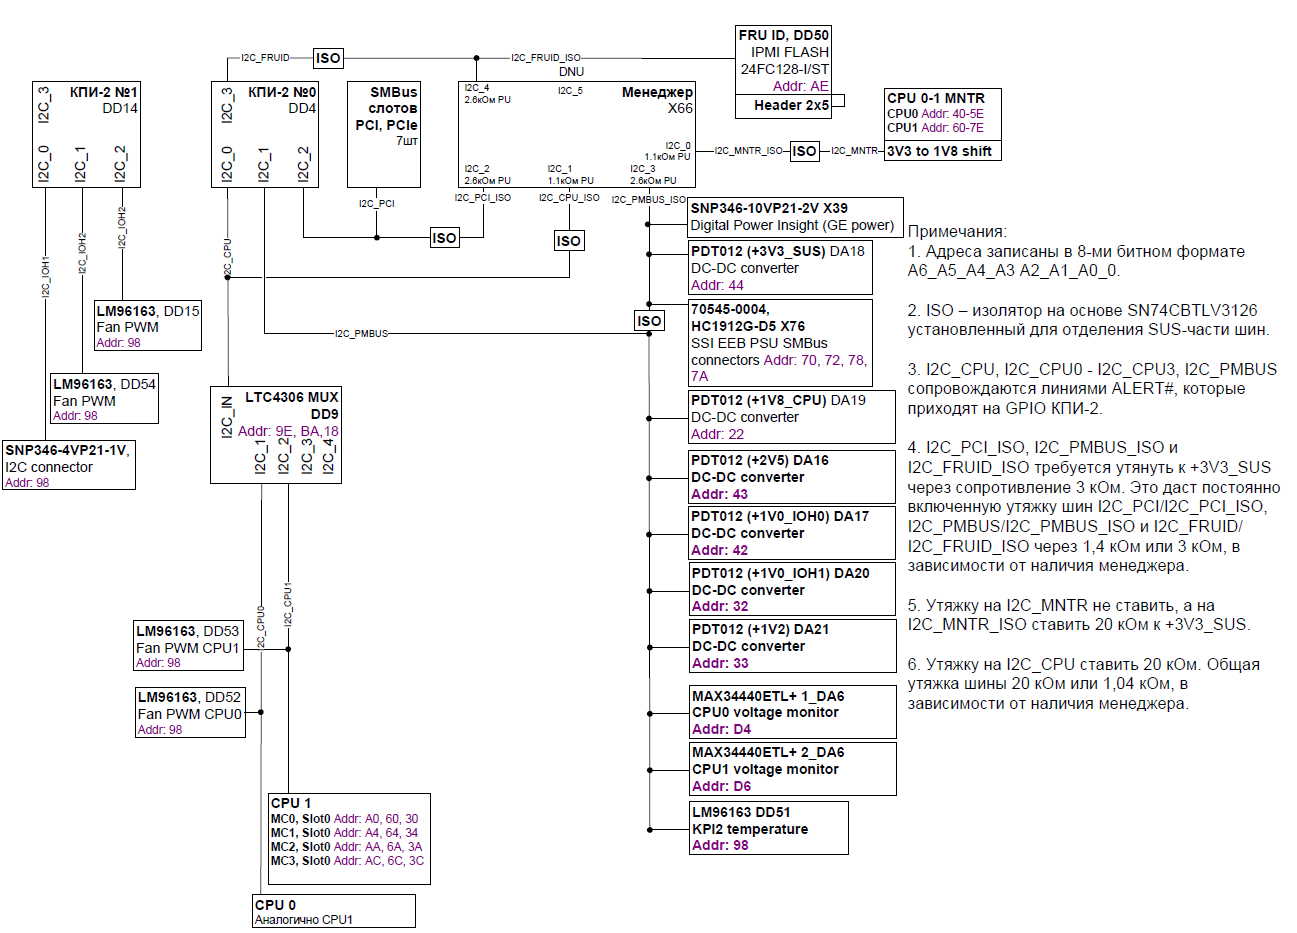 I2C_FRUID
ISO
I2C_FRUID_ISO
DNU
FRU ID, DD50
IPMI FLASH
24FC128-I/ST
Addr: AE
Header 2x5
КПИ-2 №1
DD14
I2C_3
I2C_0
I2C_1
I2C_2
КПИ-2 №0
DD4
I2C_3
I2C_0
I2C_1
I2C_2
SMBus
слотов
PCI, PCIe
7шт
I2C_4
2.6кОм PU
I2C_5
Менеджер
X66
I2C_0
1.1кОм PU
I2C_2
2.6кОм PU
I2C_1
1.1кОм PU
I2C_3
2.6кОм PU
I2C_MNTR_ISO
ISO
I2C_MNTR
CPU 0-1 MNTR
CPU0 Addr: 40-5E
CPU1 Addr: 60-7E
3V3 to 1V8 shift
I2C_PCI_ISO
I2C_CPU_ISO
I2C_PMBUS_ISO
I2C_PCI
ISO
ISO
I2C_IOH1
I2C_IOH2
I2C_IOH2
I2C_CPU
I2C_PMBUS
ISO
LM96163, DD15
Fan PWM
Addr: 98
LM96163, DD54
Fan PWM
Addr: 98
SNP346-4VP21-1V,
I2C connector
Addr: 98
LTC4306 MUX
DD9
Addr: 9E, BA,18
I2C_IN
I2C_1
I2C_2
I2C_3
I2C_4
I2C_CPU0
I2C_CPU1
LM96163, DD53
Fan PWM CPU1
Addr: 98
LM96163, DD52
Fan PWM CPU0
Addr: 98
CPU 1
MC0, Slot0 Addr: A0, 60, 30
MC1, Slot0 Addr: A4, 64, 34
MC2, Slot0 Addr: AA, 6A, 3A
MC3, Slot0 Addr: AC, 6C, 3C
CPU 0
Аналогично CPU1
SNP346-10VP21-2V X39
Digital Power Insight (GE power)
PDT012 (+3V3_SUS) DA18
DC-DC converter
Addr: 44
70545-0004,
HC1912G-D5 X76
SSI EEB PSU SMBus
connectors Addr: 70, 72, 78,
7A
PDT012 (+1V8_CPU) DA19
DC-DC converter
Addr: 22
PDT012 (+2V5) DA16
DC-DC converter
Addr: 43
PDT012 (+1V0_IOH0) DA17
DC-DC converter
Addr: 42
PDT012 (+1V0_IOH1) DA20
DC-DC converter
Addr: 32
PDT012 (+1V2) DA21
DC-DC converter
Addr: 33
MAX34440ETL+ 1_DA6
CPU0 voltage monitor
Addr: D4
MAX34440ETL+ 2_DA6
CPU1 voltage monitor
Addr: D6
LM96163 DD51
KPI2 temperature
Addr: 98
Примечания:
1. Адреса записаны в 8-ми битном формате
A6_A5_A4_A3 A2_A1_A0_0.
2. ISO – изолятор на основе SN74CBTLV3126
установленный для отделения SUS-части шин.
3. I2C_CPU, I2C_CPU0 - I2C_CPU3, I2C_PMBUS
сопровождаются линиями ALERT#, которые
приходят на GPIO КПИ-2.
4. I2C_PCI_ISO, I2C_PMBUS_ISO и
I2C_FRUID_ISO требуется утянуть к +3V3_SUS
через сопротивление 3 кОм. Это даст постоянно
включенную утяжку шин I2C_PCI/I2C_PCI_ISO,
I2C_PMBUS/I2C_PMBUS_ISO и I2C_FRUID/
I2C_FRUID_ISO через 1,4 кОм или 3 кОм, в
зависимости от наличия менеджера.
5. Утяжку на I2C_MNTR не ставить, а на
I2C_MNTR_ISO ставить 20 кОм к +3V3_SUS.
6. Утяжку на I2C_CPU ставить 20 кОм. Общая
утяжка шины 20 кОм или 1,04 кОм, в
зависимости от наличия менеджера.